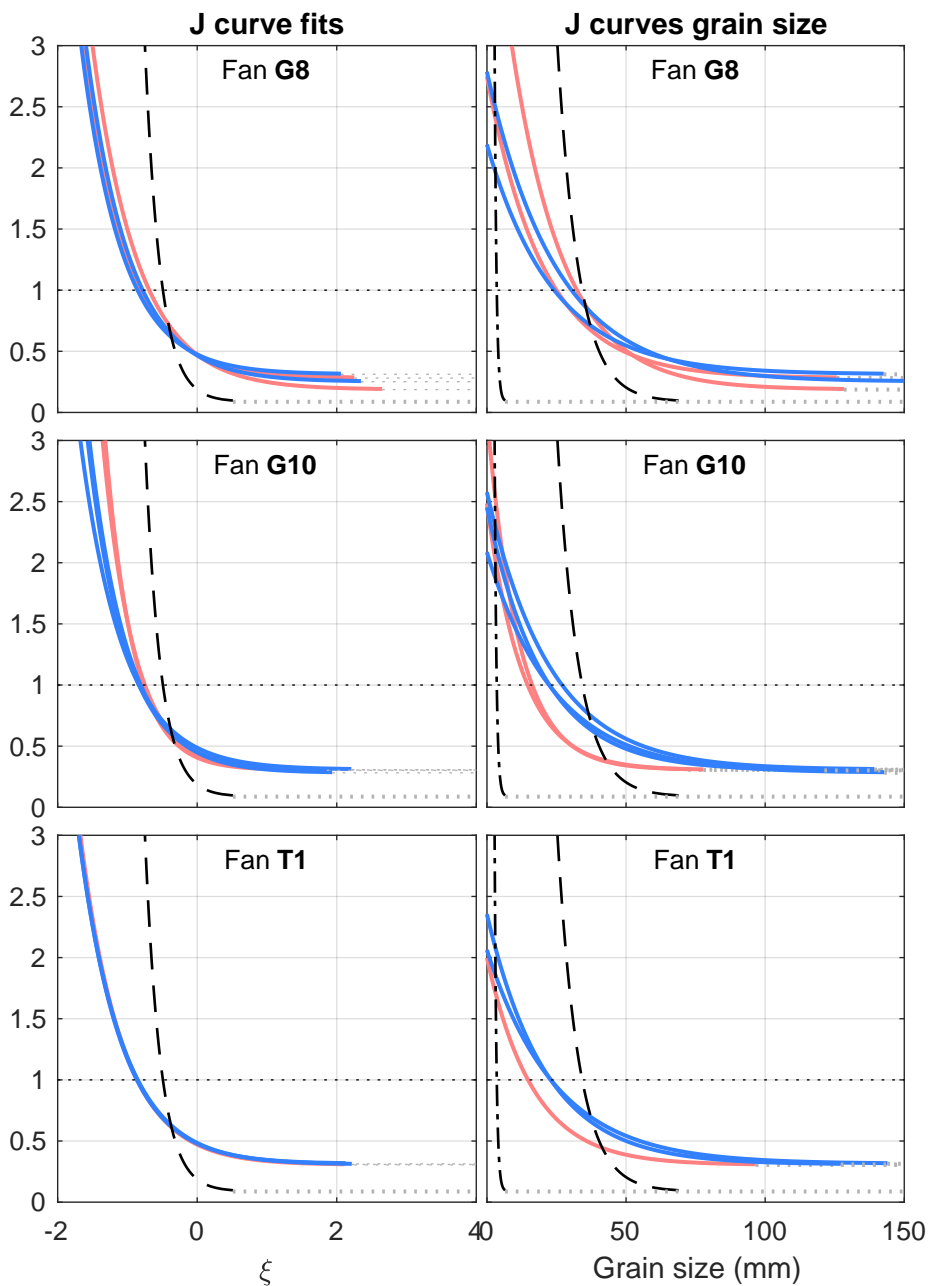 J curve fits
J curves grain size
3
2.5
2
1.5
1
0.5
0
Fan G8
Fan G8
3
2.5
2
1.5
1
0.5
0
Fan G10
Fan G10
3
2.5
2
1.5
1
0.5
0
Fan T1
Fan T1
-2 0 2 4
0 50 100 150
ξ
Grain size (mm)